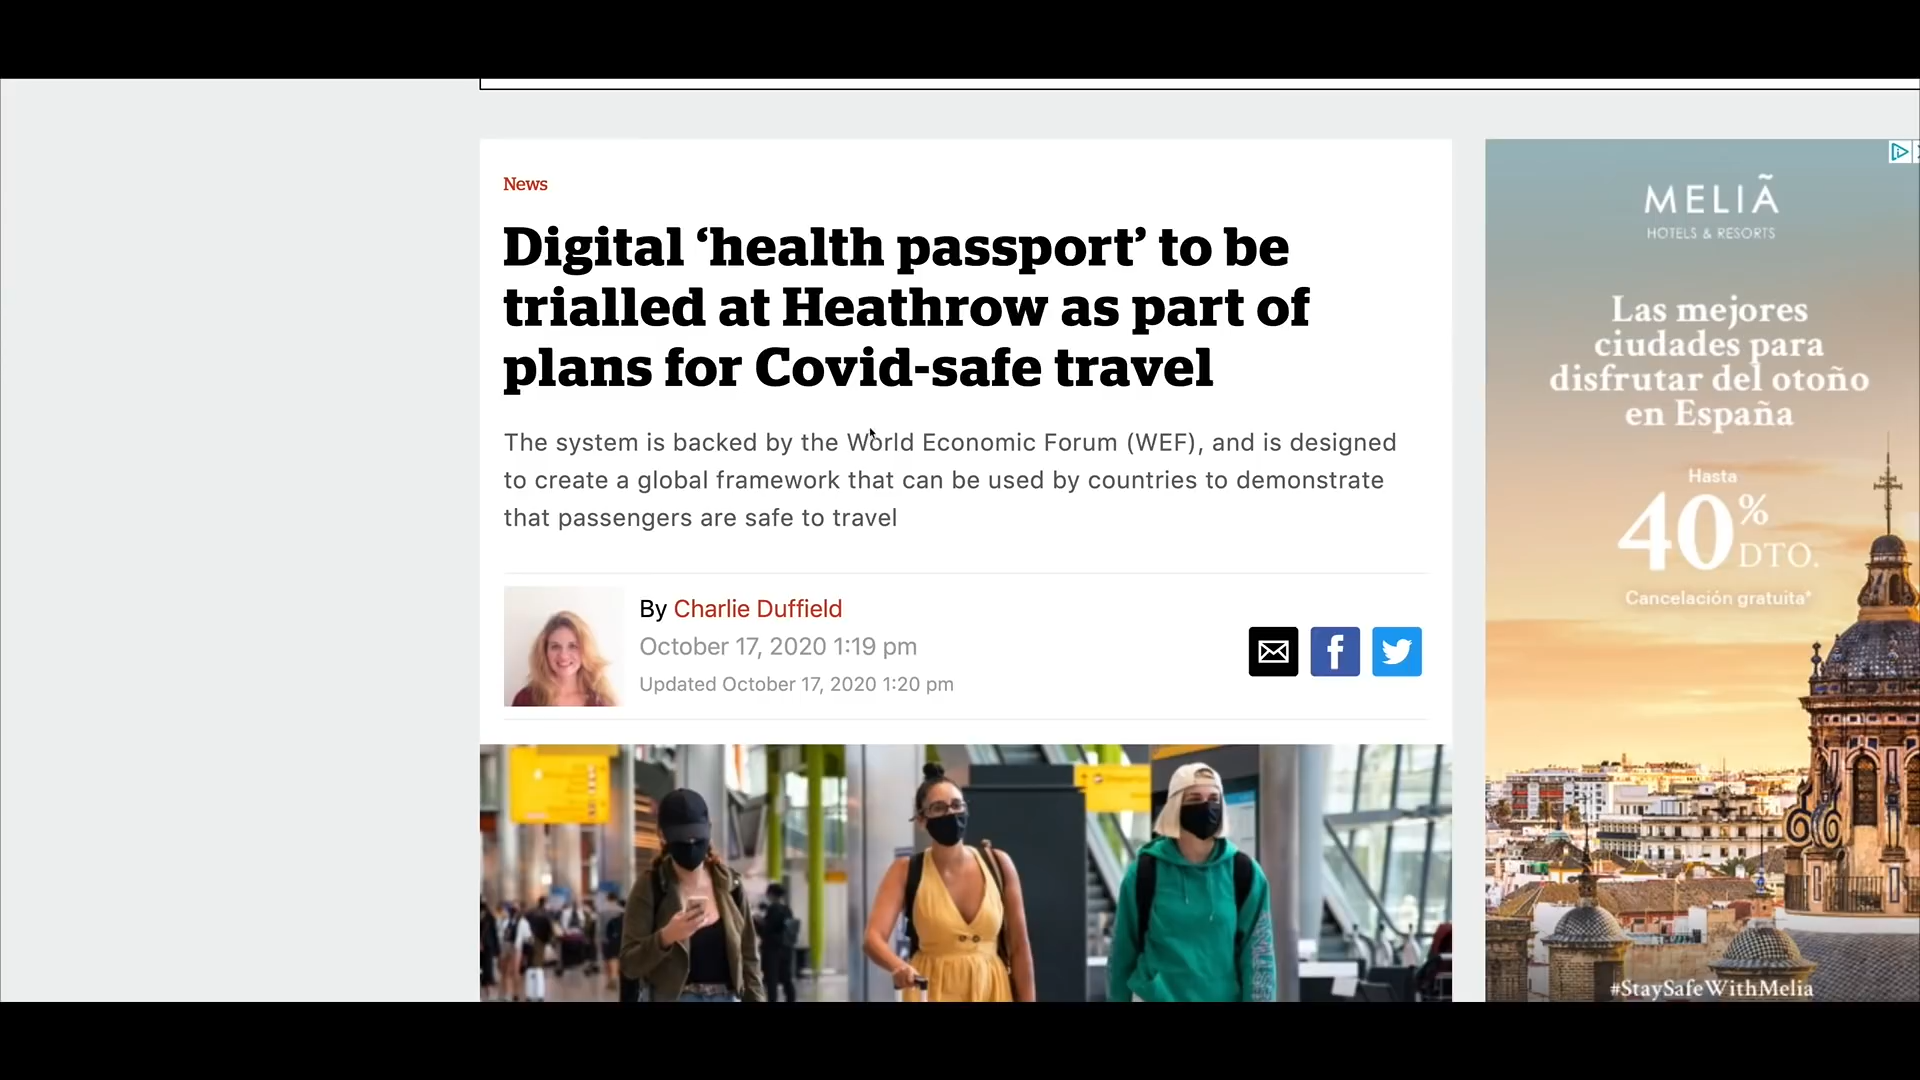 News
Digital ‘health passport’ to be
trialled at Heathrow as part of
plans for Covid-safe travel
The system is backed by the World Economic Forum (WEF), and is designed
to create a global framework that can be used by countries to demonstrate
that passengers are safe to travel
By Charlie Duffield
October 17, 2020 1:19 pm
Updated October 17, 2020 1:20 pm
MELIÃ
HOTELS & RESORTS
Las mejores
ciudades para
disfrutar del otoño
en España
Hasta
40%
DTO.
Cancelación gratuita*
#StaySafeWithMelia